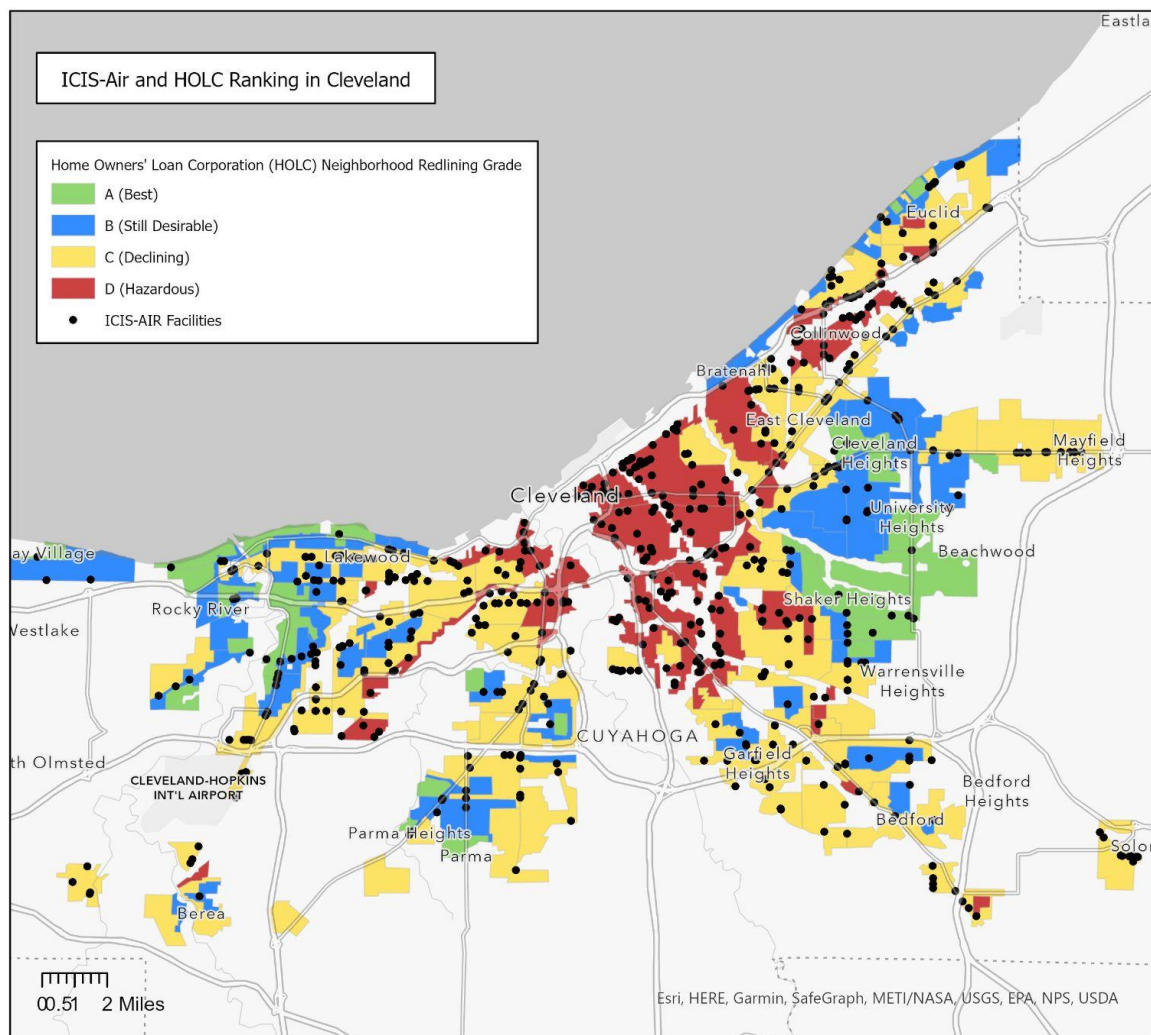 Eastla
ICIS-Air and HOLC Ranking in Cleveland
Home Owners' Loan Corporation (HOLC) Neighborhood Redlining Grade
A (Best)
B (Still Desirable)
C (Declining)
D (Hazardous)
ICIS-AIR Facilities
Euclid
Collinwood
Bratenahl
East Cleveland
Cleveland
Heights
Mayfield
Heights
Cleveland
University
Heights
Beachwood
ay Village
Lakewood
Rocky River
Shaker Heights
Westlake
Warrensville
Heights
CUYAHOGA
th Olmsted
Garfield
Heights
CLEVELAND-HOPKINS
INT'L AIRPORT
Bedford
Heights
Parma Heights
Bedford
Parma
Solon
Berea
00.51 2 Miles
Esri, HERE, Garmin, SafeGraph, METI/NASA, USGS, EPA, NPS, USDA